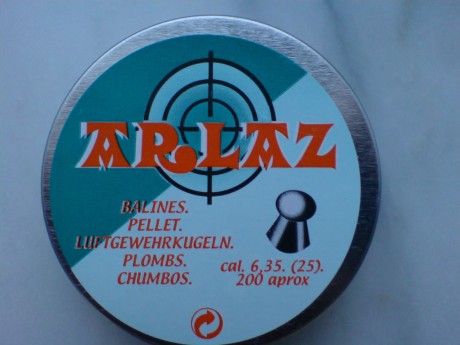 AR.LAZ
BALINES.
PELLET.
LUFTGEWEHRKUGELN.
PLOMBS.
CHUMBOS.
cal. 6,35. (25).
200 aprox